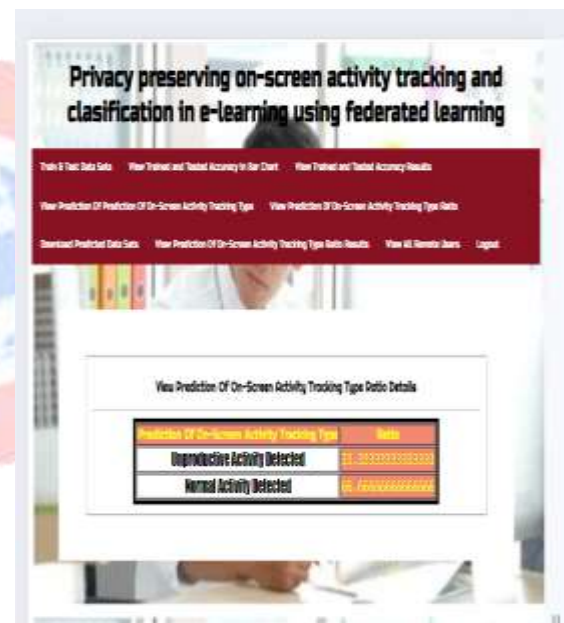 Privacy preserving on-screen activity tracking and
clasification in e-learning using federated learning
Train & Test Data Sets View Trained and Tested Accuracy in Bar Chart View Trained and Tested Accuracy Results
View Prediction Of Prediction Of On-Screen Activity Tracking Type View Prediction Of On-Screen Activity Tracking Type Ratio
Download Predicted Data Sets View Prediction Of On-Screen Activity Tracking Type Ratio Results View All Remote Users Logout
View Prediction Of On-Screen Activity Tracking Type Ratio Details
Prediction Of On-Screen Activity Tracking Type Ratio
Unproductive Activity Detected
Normal Activity Detected